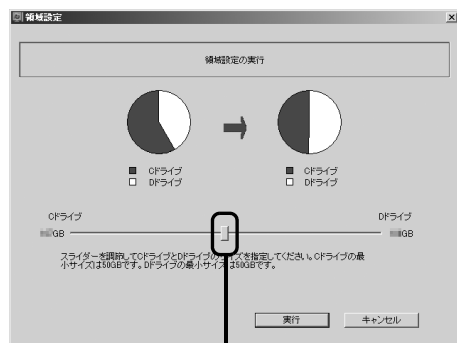 領域設定
領域設定の実行
Cドライブ
Dドライブ
Cドライブ
Dドライブ
Cドライブ
Dドライブ
GB
GB
スライダーを調節してCドライブとDドライブのサイズを指定してください。Cドライブの最
小サイズは50GBです。Dドライブの最小サイズは50GBです。
実行
キャンセル